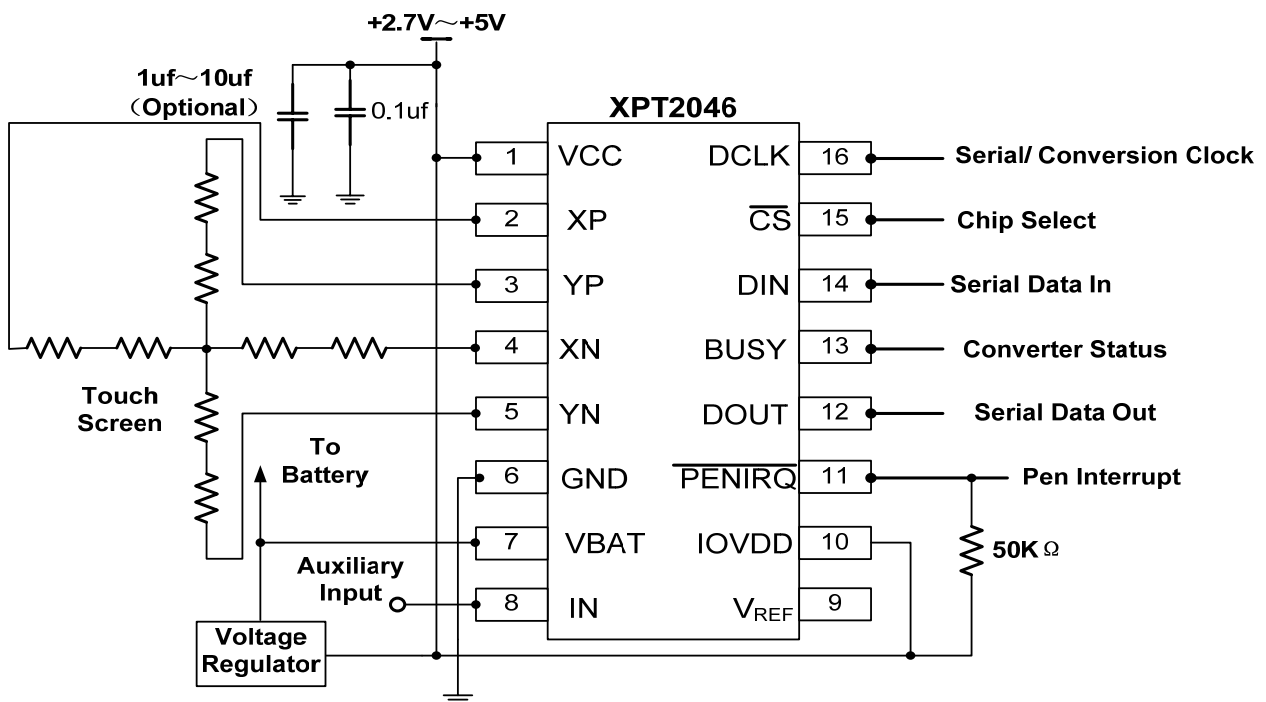 +2.7V～+5V
1uf～10uf
（Optional）
0.1uf
XPT2046
1 VCC DCLK 16 Serial/ Conversion Clock
2 XP CS 15 Chip Select
3 YP DIN 14 Serial Data In
4 XN BUSY 13 Converter Status
Touch
Screen
5 YN DOUT 12 Serial Data Out
To
Battery
6 GND PENIRQ 11 Pen Interrupt
7 VBAT IOVDD 10 50KΩ
Auxiliary
Input
8 IN VREF 9
Voltage
Regulator